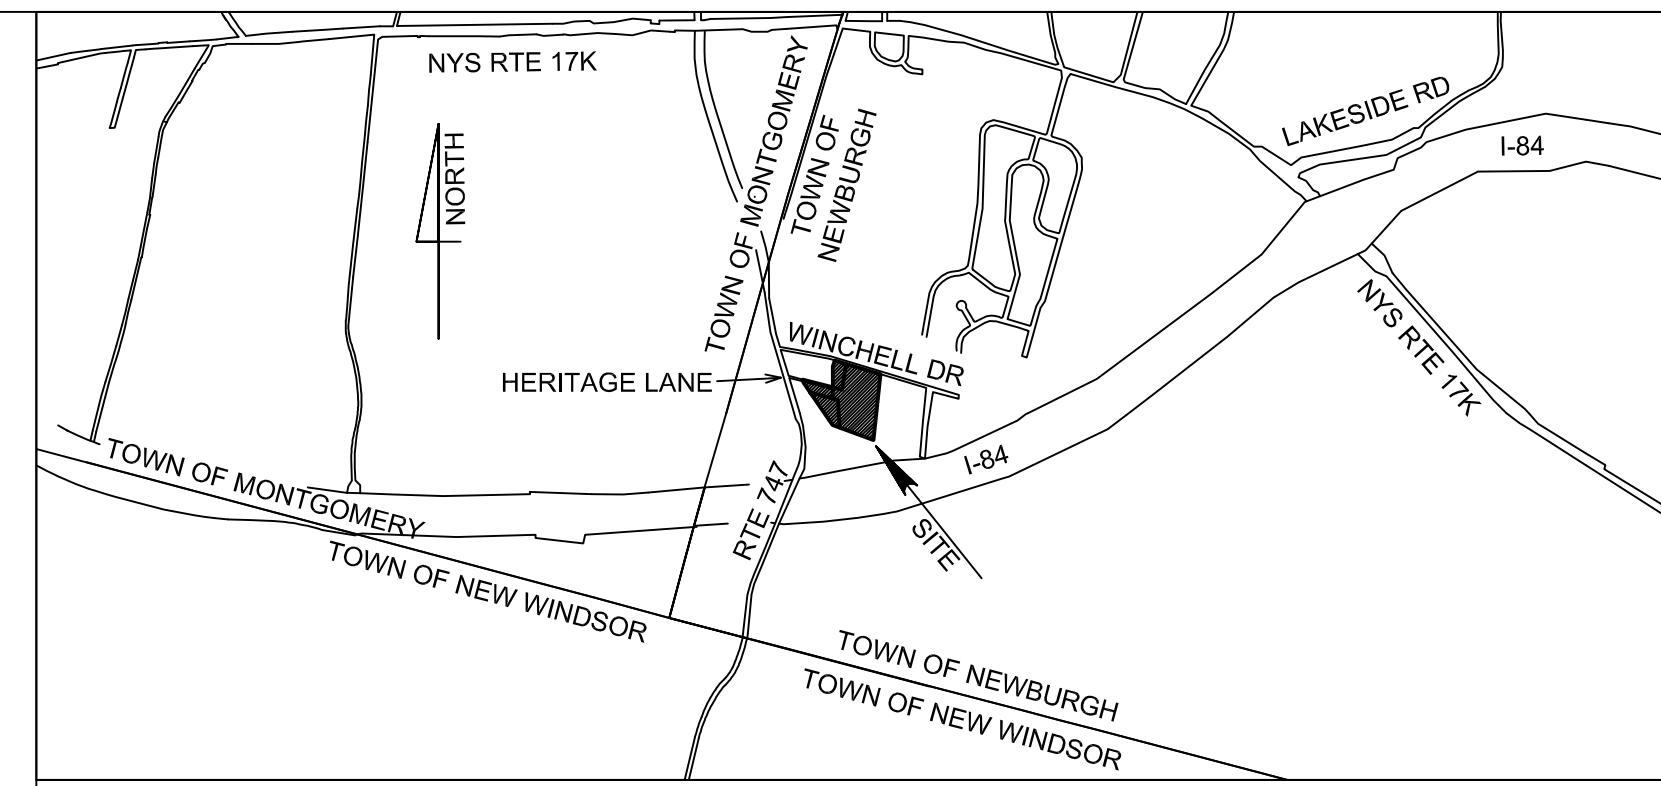 NYS RTE 17K
TOWN OF MONTGOMERY
TOWN OF
NEWBURGH
LAKESIDE RD
I-84
NORTH
NYS RTE 17K
WINCHELL DR
HERITAGE LANE
TOWN OF MONTGOMERY
TOWN OF NEW WINDSOR
RTE 747
I-84
SITE
TOWN OF NEWBURGH
TOWN OF NEW WINDSOR